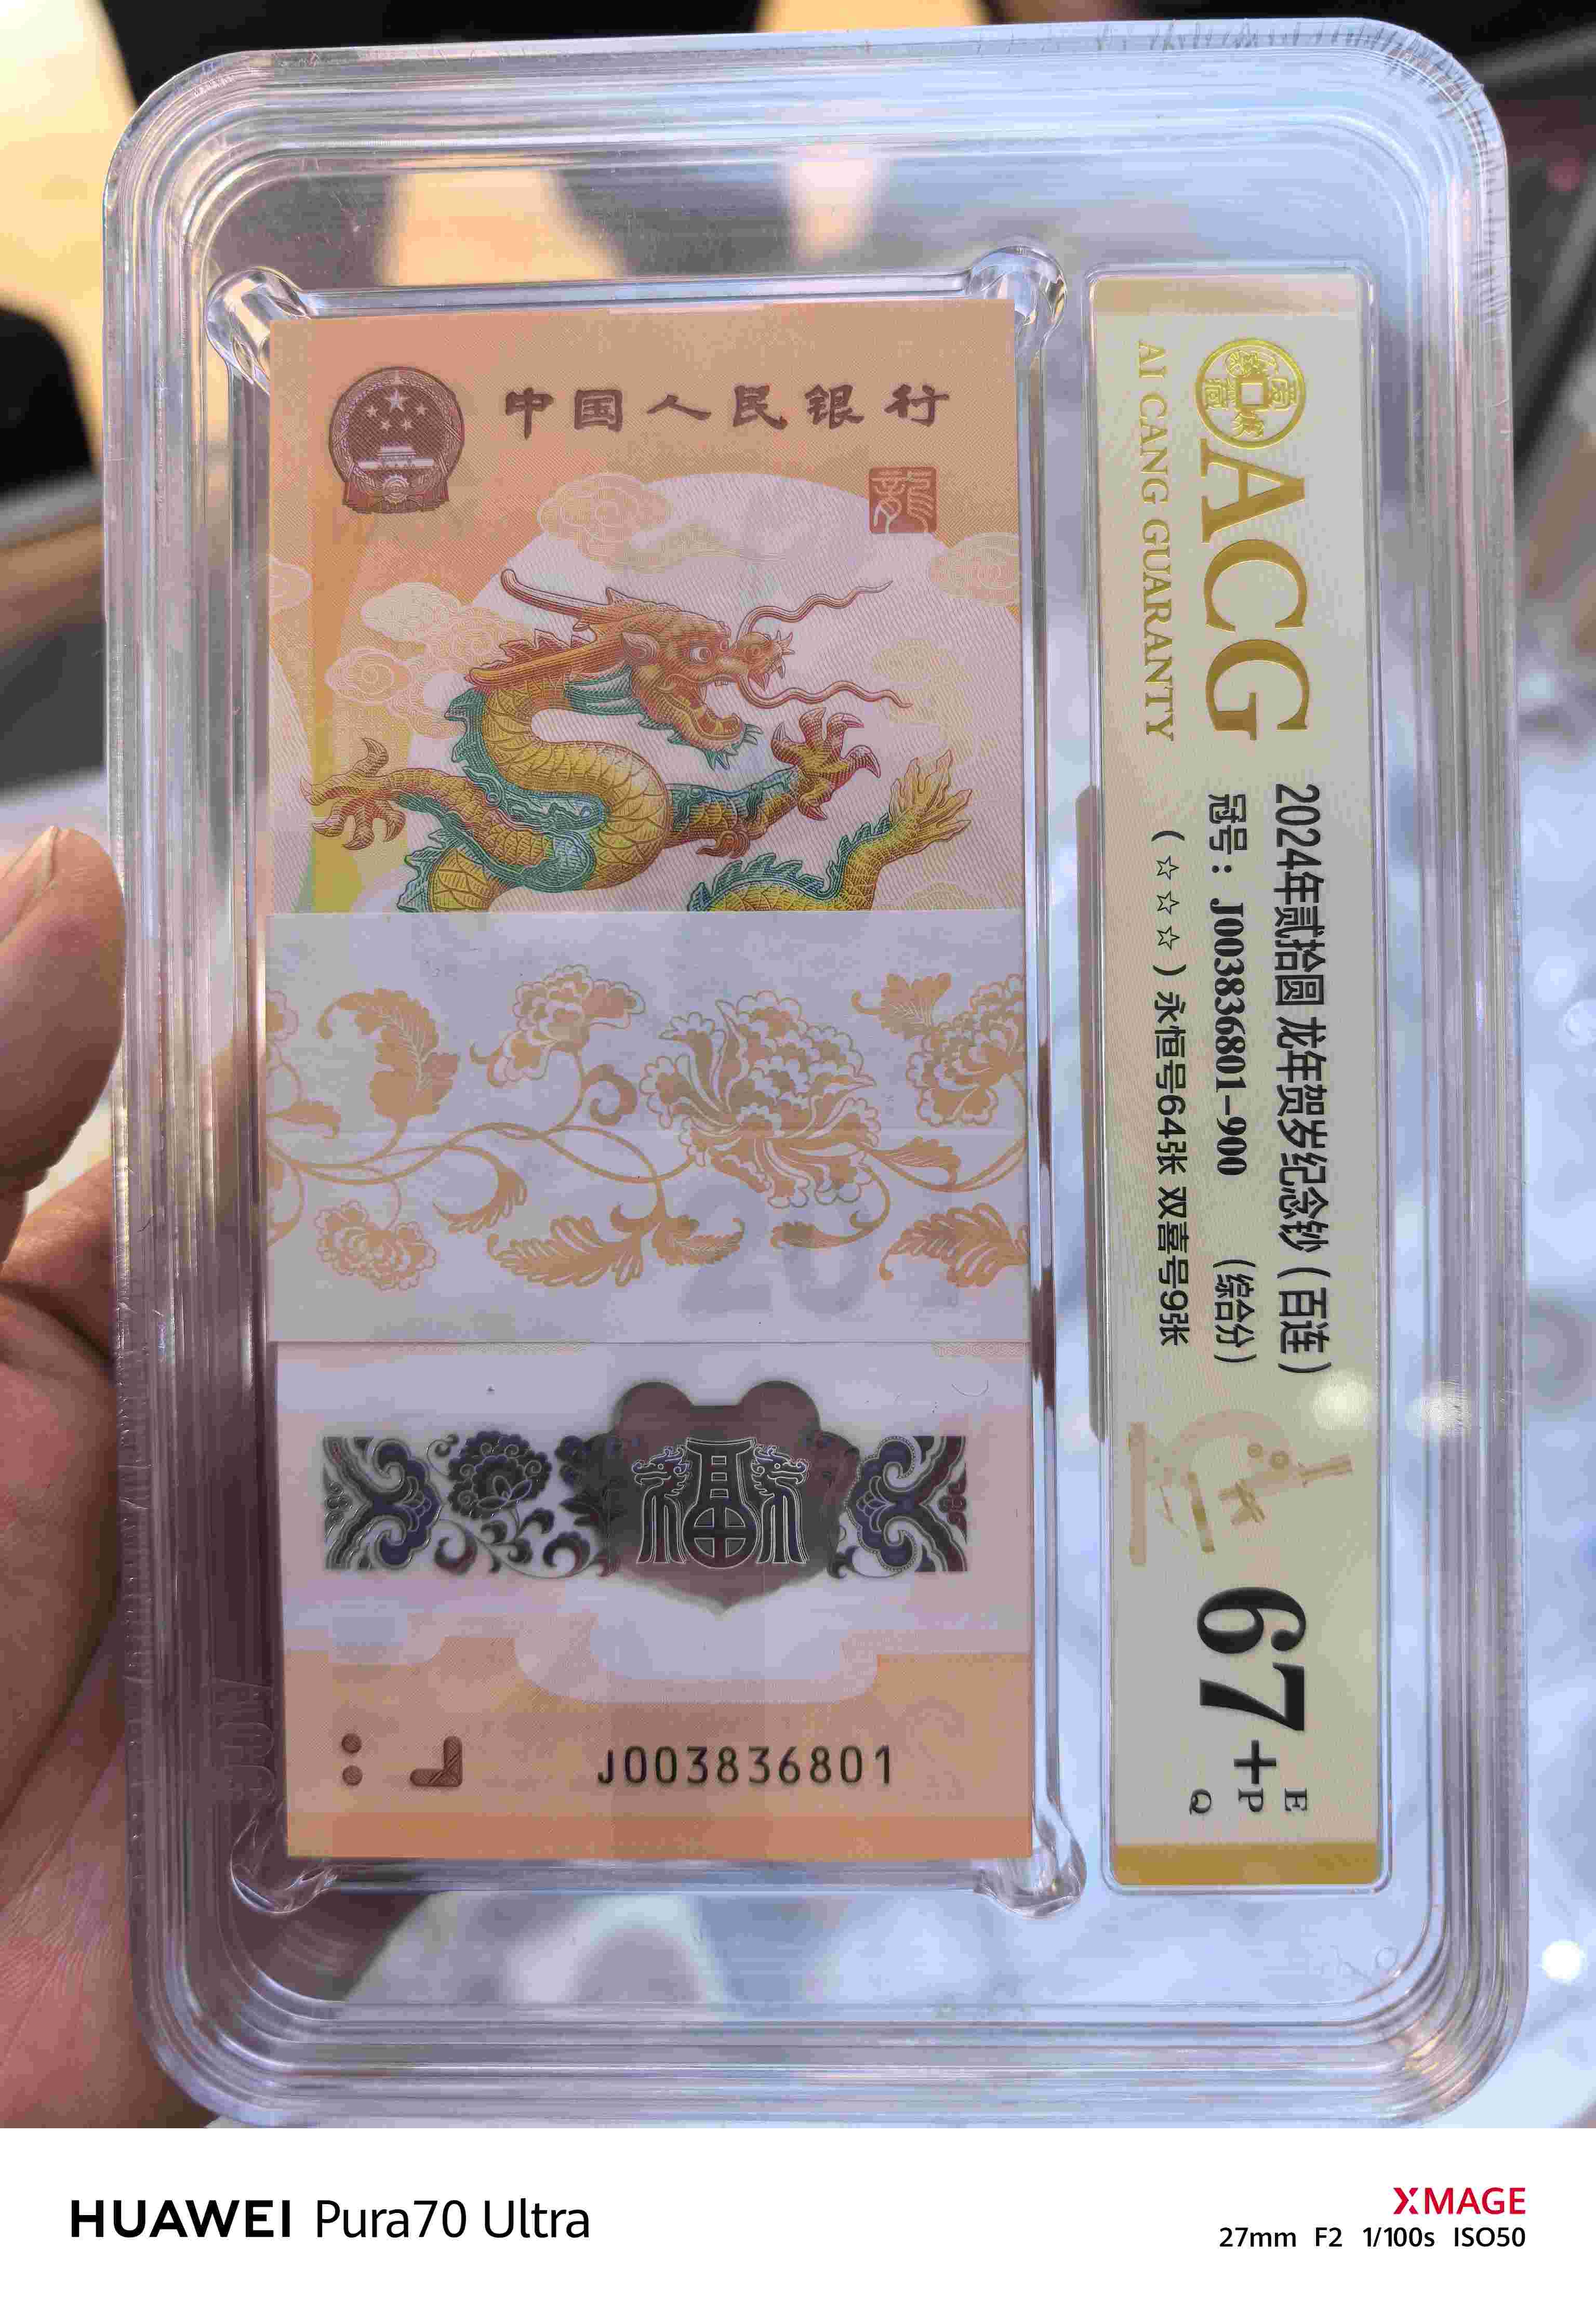 中国人民银行
龍
福
J003836801
ACG
AI CANG GUARANTY
2024年贰拾圆 龙年贺岁纪念钞（百连）
冠号：J003836801-900 （综合分）
（☆☆☆）永恒号64张 双喜号9张
67+
E
P
Q
HUAWEI Pura70 Ultra
XMAGE
27mm F2 1/100s ISO50